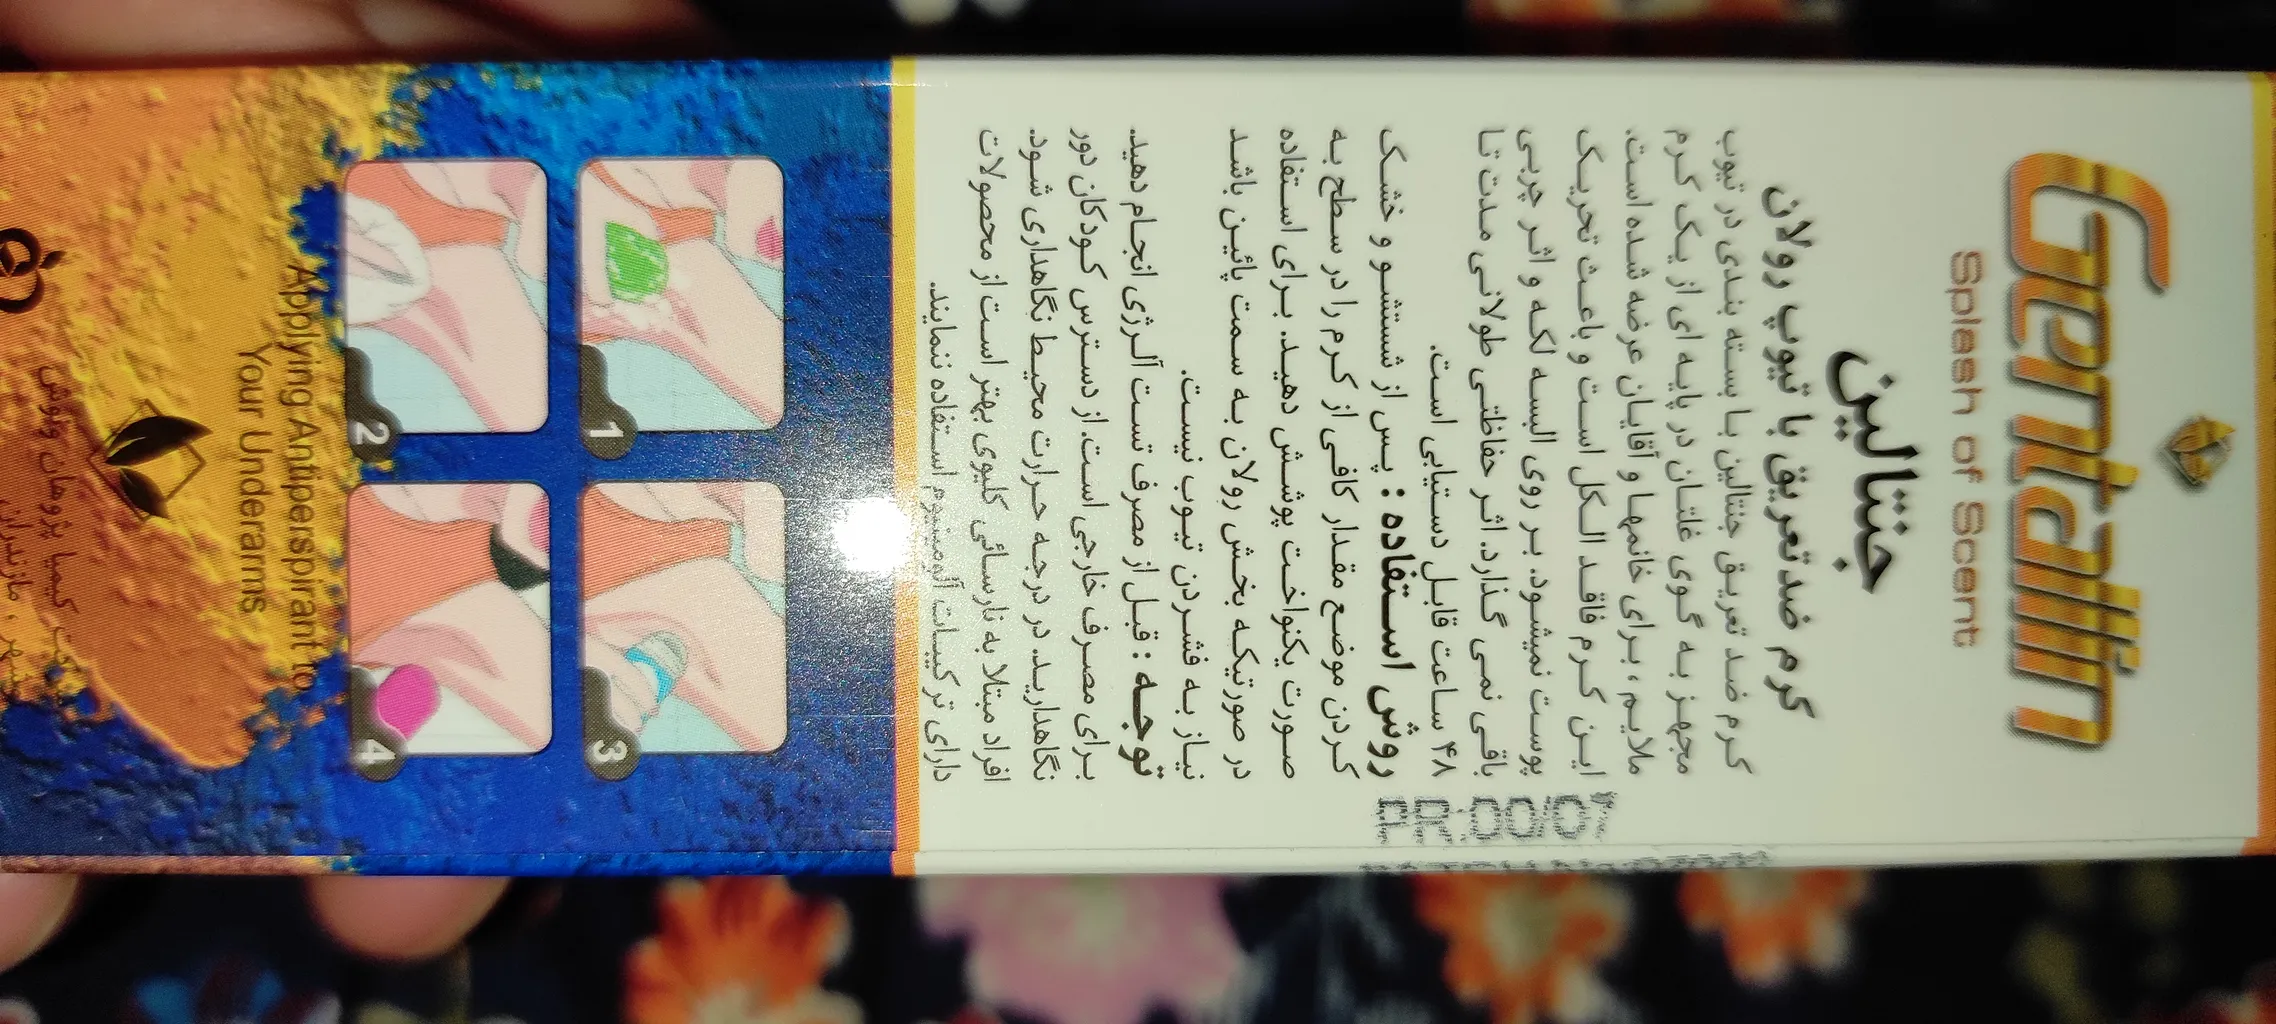 Gentalin
Splash of Scent
جنتالین
کرم ضدتعریق با تیوپ رولان
کرم ضد تعریق جنتالین با بسته بندی در تیوب
مجهز به گوی غلتان در پایه ای از یک کرم
ملایم، برای خانمها و آقایان عرضه شده است.
این کرم فاقد الکل است و باعث تحریک
پوست نمیشود. بر روی البسه لکه و اثر چربی
باقی نمی گذارد. اثر حفاظتی طولانی مدت تا
۴۸ ساعت قابل دستیابی است.
روش استفاده : پس از شستشو و خشک
کردن موضع مقدار کافی از کرم را در سطح به
صورت یکنواخت پوشش دهید. برای استفاده
در صورتیکه بخش رولان به سمت پائین باشد
نیاز به فشردن تیوب نیست.
توجه : قبل از مصرف تست آلرژی انجام دهید.
برای مصرف خارجی است. از دسترس کودکان دور
نگاهدارید. در درجه حرارت محیط نگاهداری شود.
افراد مبتلا به نارسائی کلیوی بهتر است از محصولات
دارای ترکیبات آلومینیوم استفاده ننمایند.
PR:00/07
1
3
2
4
Applying Antiperspirant to
Your Underarms
کیمیا پژوهان
مازندران